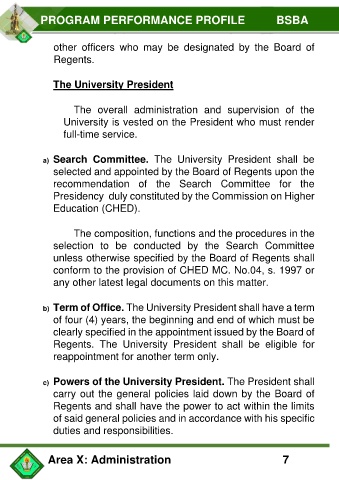 PROGRAM PERFORMANCE PROFILE BSBA
other officers who may be designated by the Board of
Regents.
The University President
The overall administration and supervision of the
University is vested on the President who must render
full-time service.
a) Search Committee. The University President shall be
selected and appointed by the Board of Regents upon the
recommendation of the Search Committee for the
Presidency duly constituted by the Commission on Higher
Education (CHED).
The composition, functions and the procedures in the
selection to be conducted by the Search Committee
unless otherwise specified by the Board of Regents shall
conform to the provision of CHED MC. No.04, s. 1997 or
any other latest legal documents on this matter.
b) Term of Office. The University President shall have a term
of four (4) years, the beginning and end of which must be
clearly specified in the appointment issued by the Board of
Regents. The University President shall be eligible for
reappointment for another term only.
c) Powers of the University President. The President shall
carry out the general policies laid down by the Board of
Regents and shall have the power to act within the limits
of said general policies and in accordance with his specific
duties and responsibilities.
Area X: Administration 7